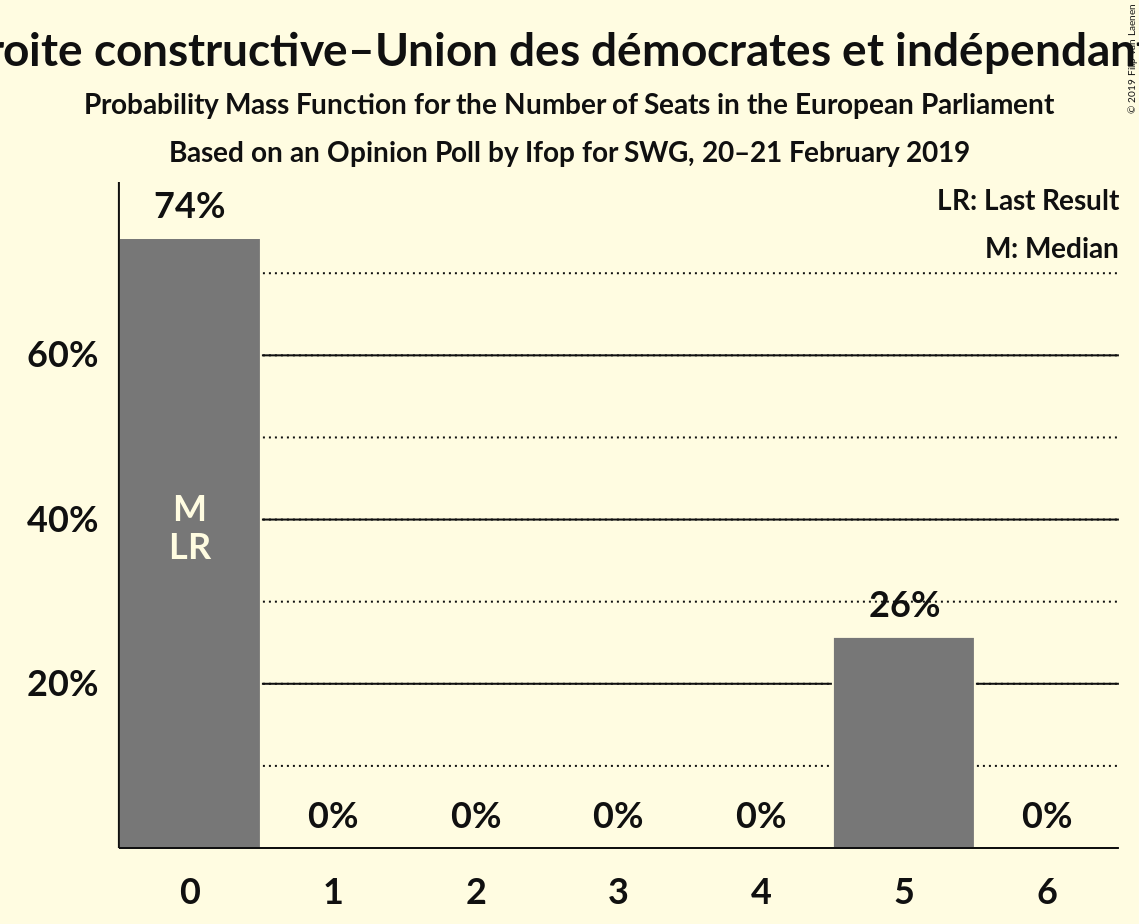 roite constructive–Union des démocrates et indépendan
Probability Mass Function for the Number of Seats in the European Parliament
Based on an Opinion Poll by Ifop for SWG, 20–21 February 2019
© 2019 Filip van Laenen
LR: Last Result
M: Median
74%
60%
40%
20%
M
LR
26%
0%
0%
0%
0%
0%
0
1
2
3
4
5
6